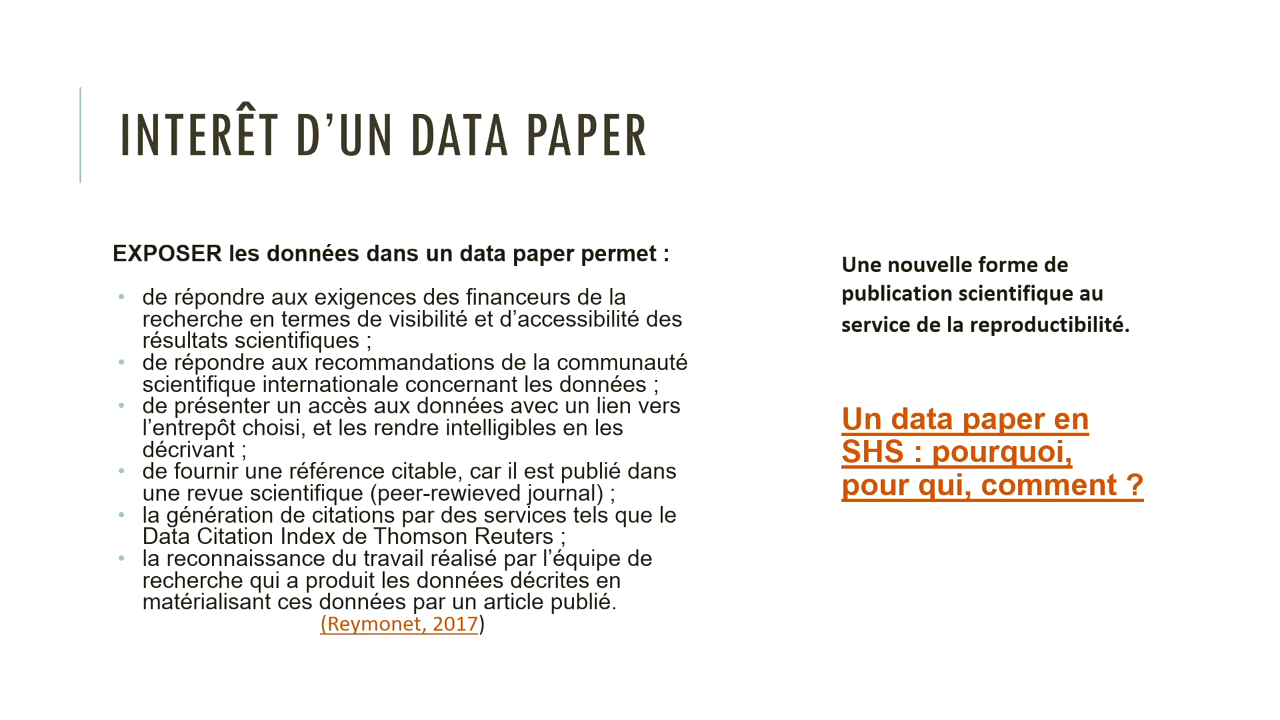 INTERÊT D’UN DATA PAPER
EXPOSER les données dans un data paper permet :
• de répondre aux exigences des financeurs de la
recherche en termes de visibilité et d’accessibilité des
résultats scientifiques ;
• de répondre aux recommandations de la communauté
scientifique internationale concernant les données ;
• de présenter un accès aux données avec un lien vers
l’entrepôt choisi, et les rendre intelligibles en les
décrivant ;
• de fournir une référence citable, car il est publié dans
une revue scientifique (peer-rewieved journal) ;
• la génération de citations par des services tels que le
Data Citation Index de Thomson Reuters ;
• la reconnaissance du travail réalisé par l’équipe de
recherche qui a produit les données décrites en
matérialisant ces données par un article publié.
(Reymonet, 2017)
Une nouvelle forme de
publication scientifique au
service de la reproductibilité.
Un data paper en
SHS : pourquoi,
pour qui, comment ?